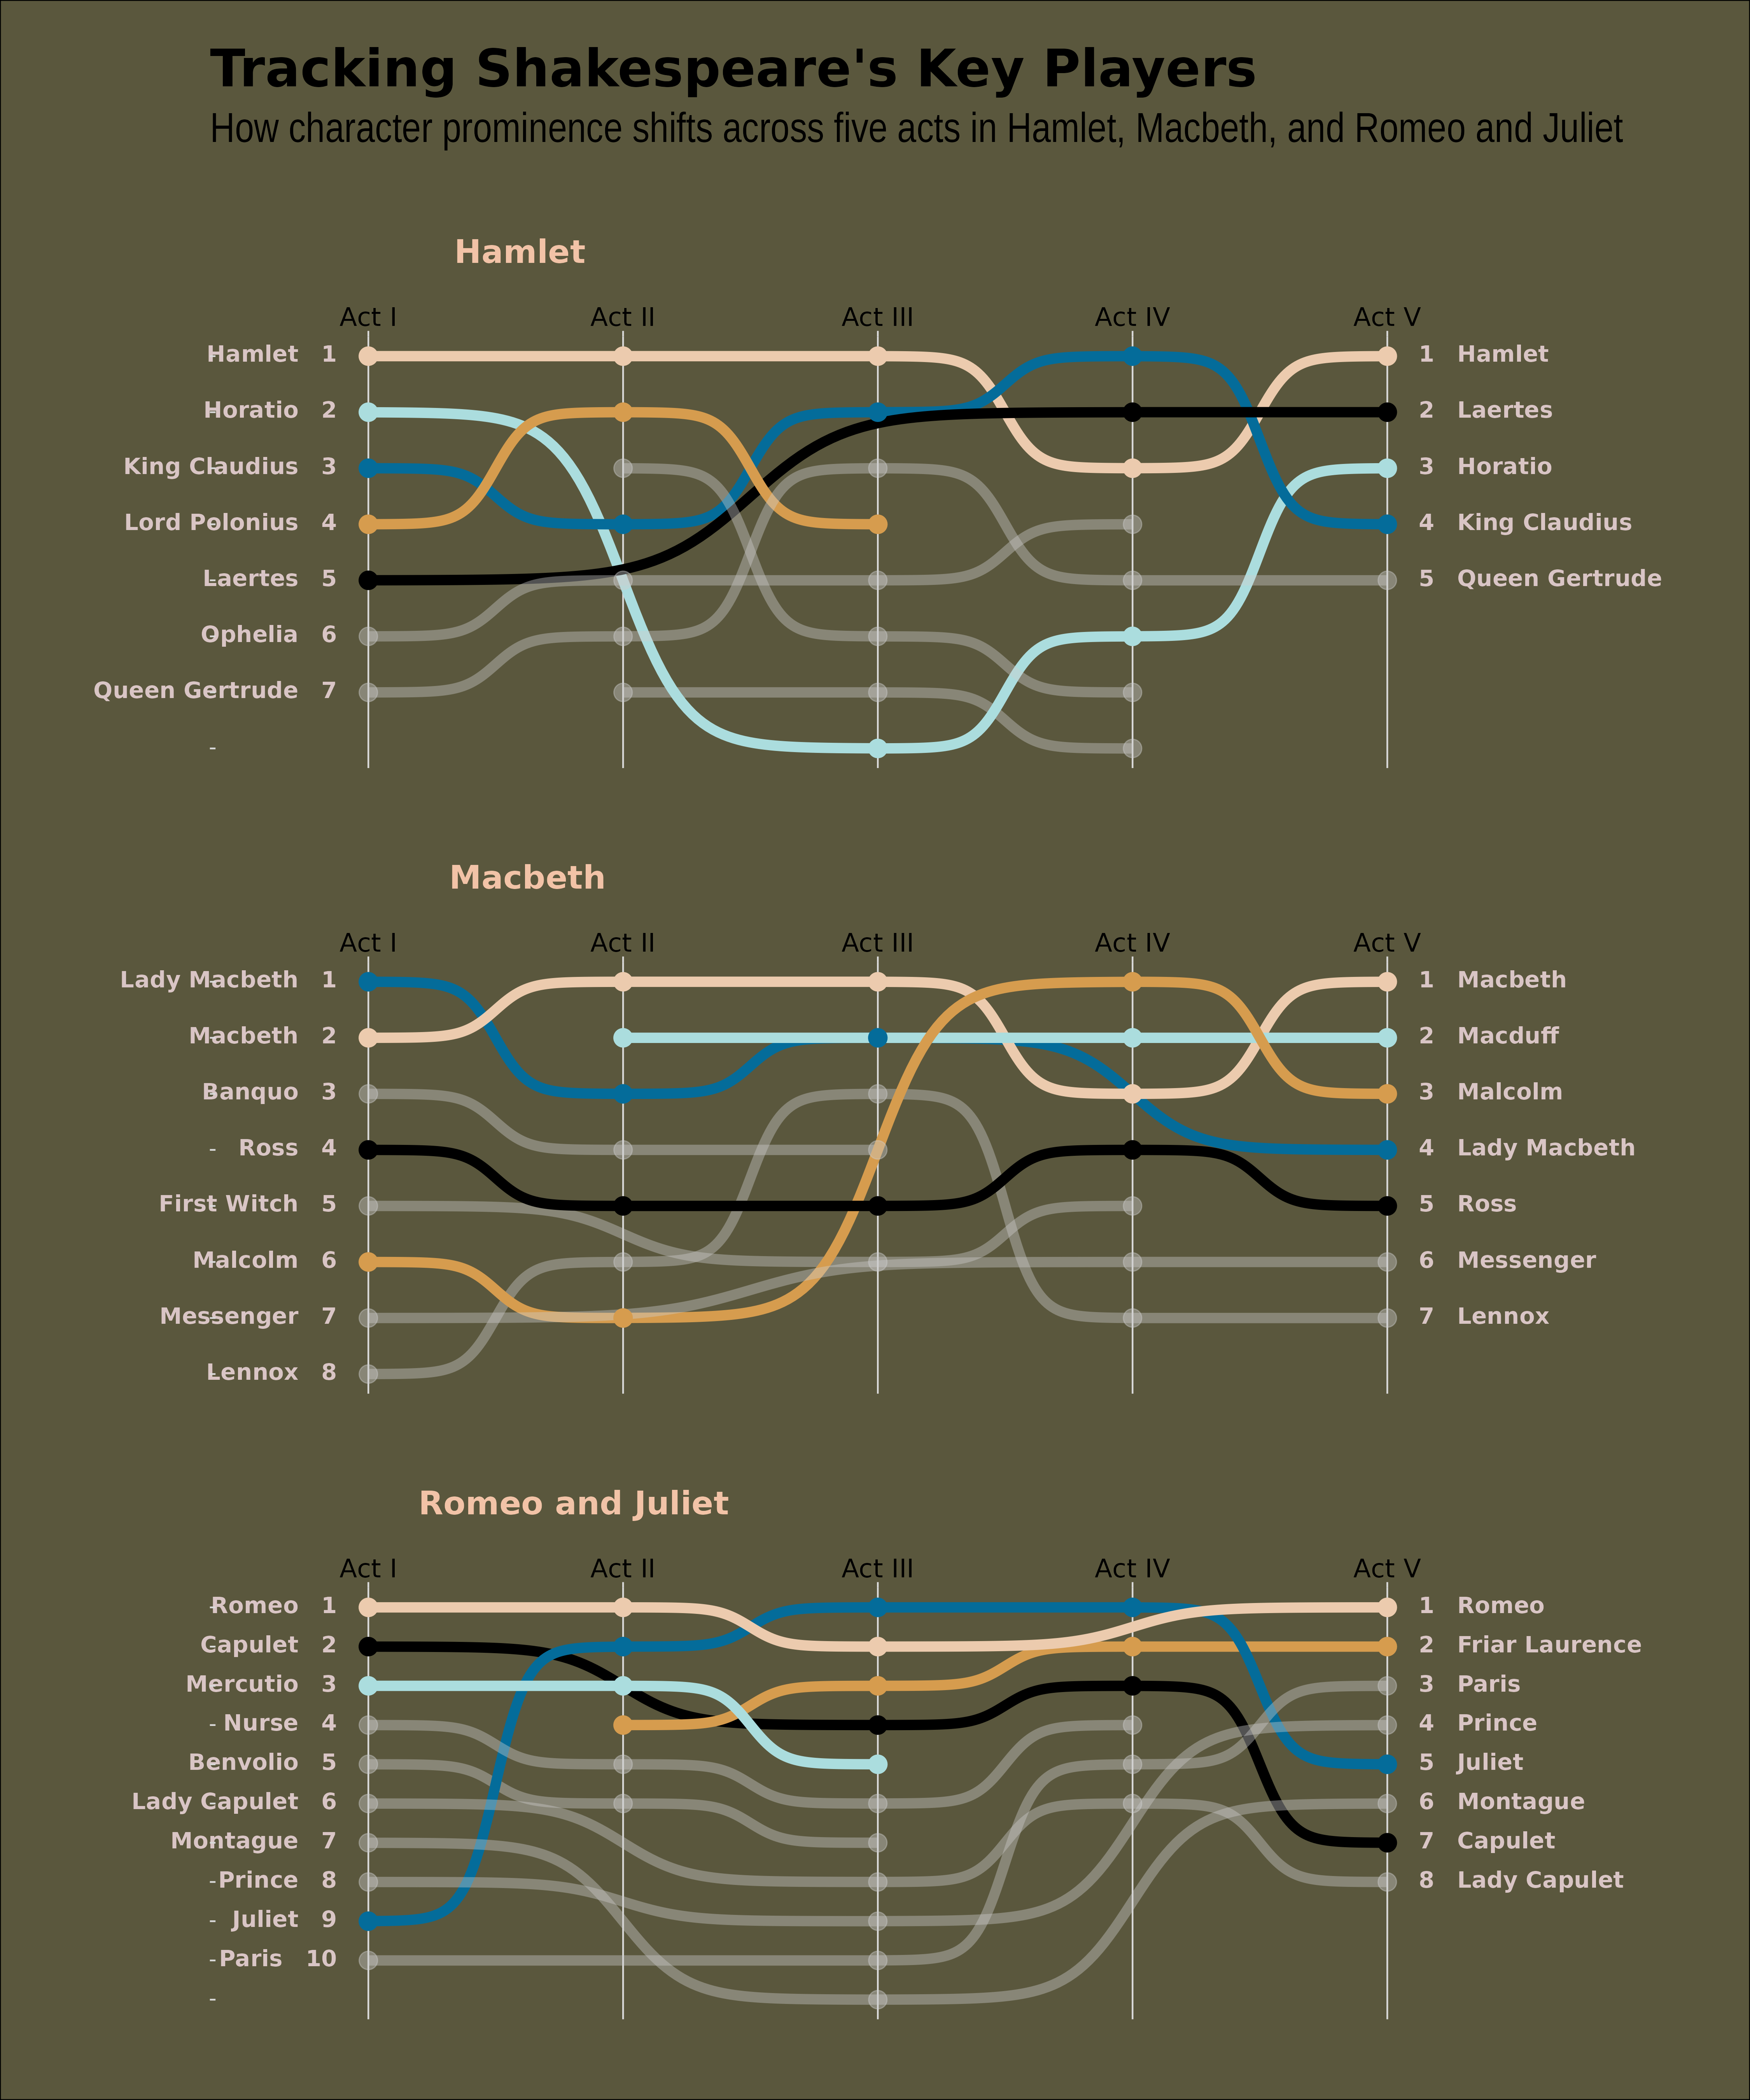 Tracking Shakespeare's Key Players
How character prominence shifts across five acts in Hamlet, Macbeth, and Romeo and Juliet
Hamlet
Act I Act II Act III Act IV Act V
Hamlet 1 1 Hamlet
Horatio 2 2 Laertes
King Claudius 3 3 Horatio
Lord Polonius 4 4 King Claudius
Laertes 5 5 Queen Gertrude
Ophelia 6
Queen Gertrude 7
-
Macbeth
Act I Act II Act III Act IV Act V
Lady Macbeth 1 1 Macbeth
Macbeth 2 2 Macduff
Banquo 3 3 Malcolm
- Ross 4 4 Lady Macbeth
First Witch 5 5 Ross
Malcolm 6 6 Messenger
Messenger 7 7 Lennox
Lennox 8
Romeo and Juliet
Act I Act II Act III Act IV Act V
Romeo 1 1 Romeo
Capulet 2 2 Friar Laurence
Mercutio 3 3 Paris
- Nurse 4 4 Prince
Benvolio 5 5 Juliet
Lady Capulet 6 6 Montague
Montague 7 7 Capulet
- Prince 8 8 Lady Capulet
- Juliet 9
- Paris 10
-